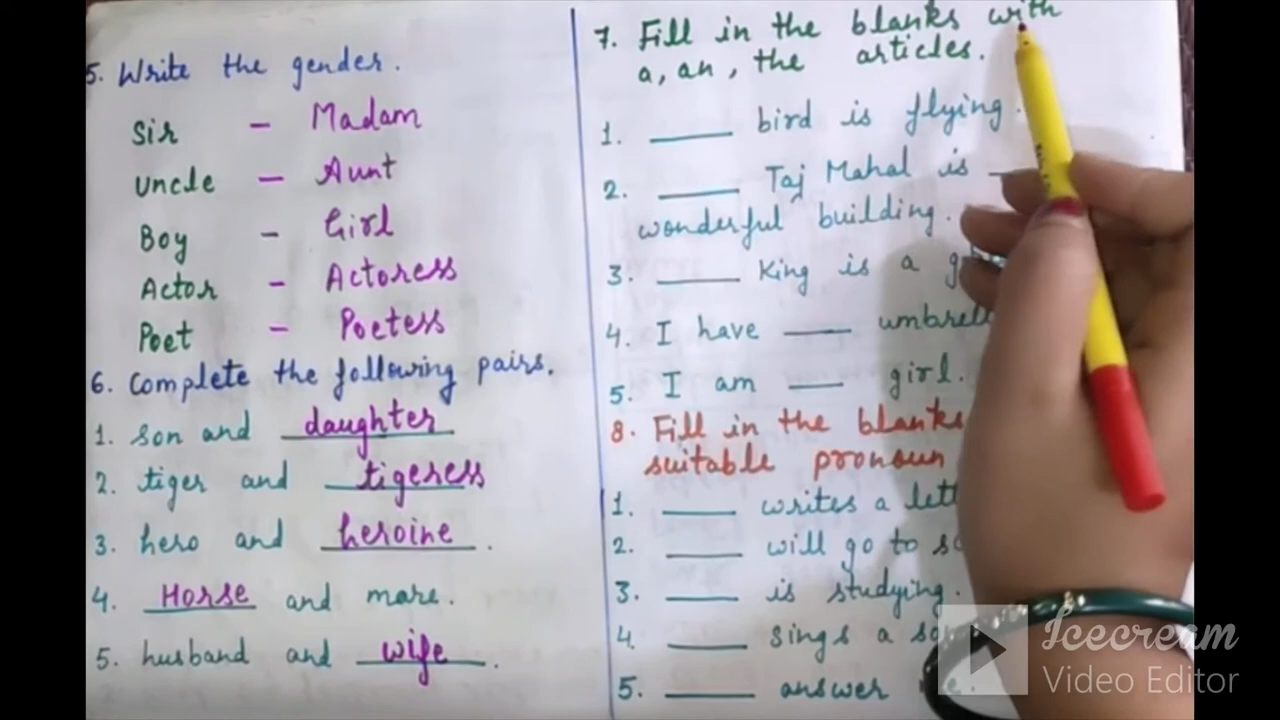 5. Write the gender.
Sir - Madam
Uncle - Aunt
Boy - Girl
Actor - Actoress
Poet - Poetess
6. Complete the following pairs.
1. son and daughter
2. tiger and tigeress
3. hero and heroine.
4. Horse and mare.
5. husband and wife.
7. Fill in the blanks with
a, an, the articles.
1. ____ bird is flying.
2. ____ Taj Mahal is
wonderful building.
3. ____ King is a
4. I have ____
5. I am ____ girl.
8. Fill in the blanks
suitable pronoun
1. ____ writes a
2. ____ will go to
3. ____ is studying.
4. ____ sings a
5. ____ answer
Icecream
Video Editor